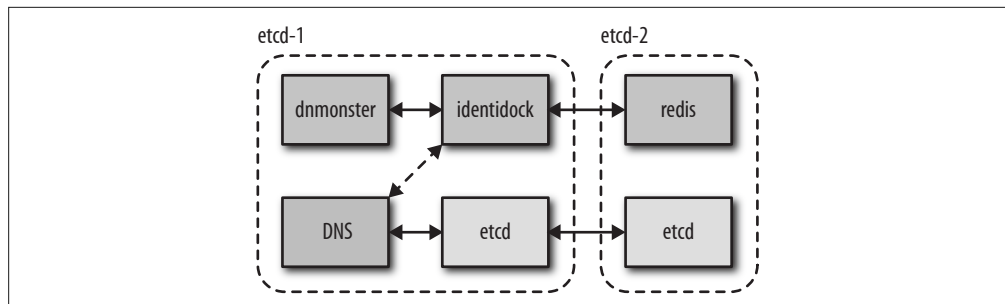 etcd-1
etcd-2
dnmonster
identidock
redis
DNS
etcd
etcd